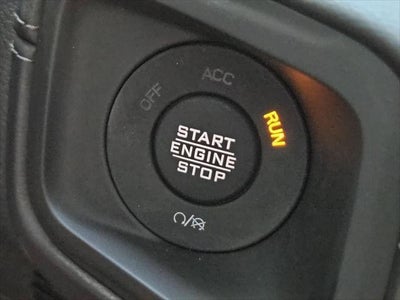 OFF
ACC
RUN
START
ENGINE
STOP